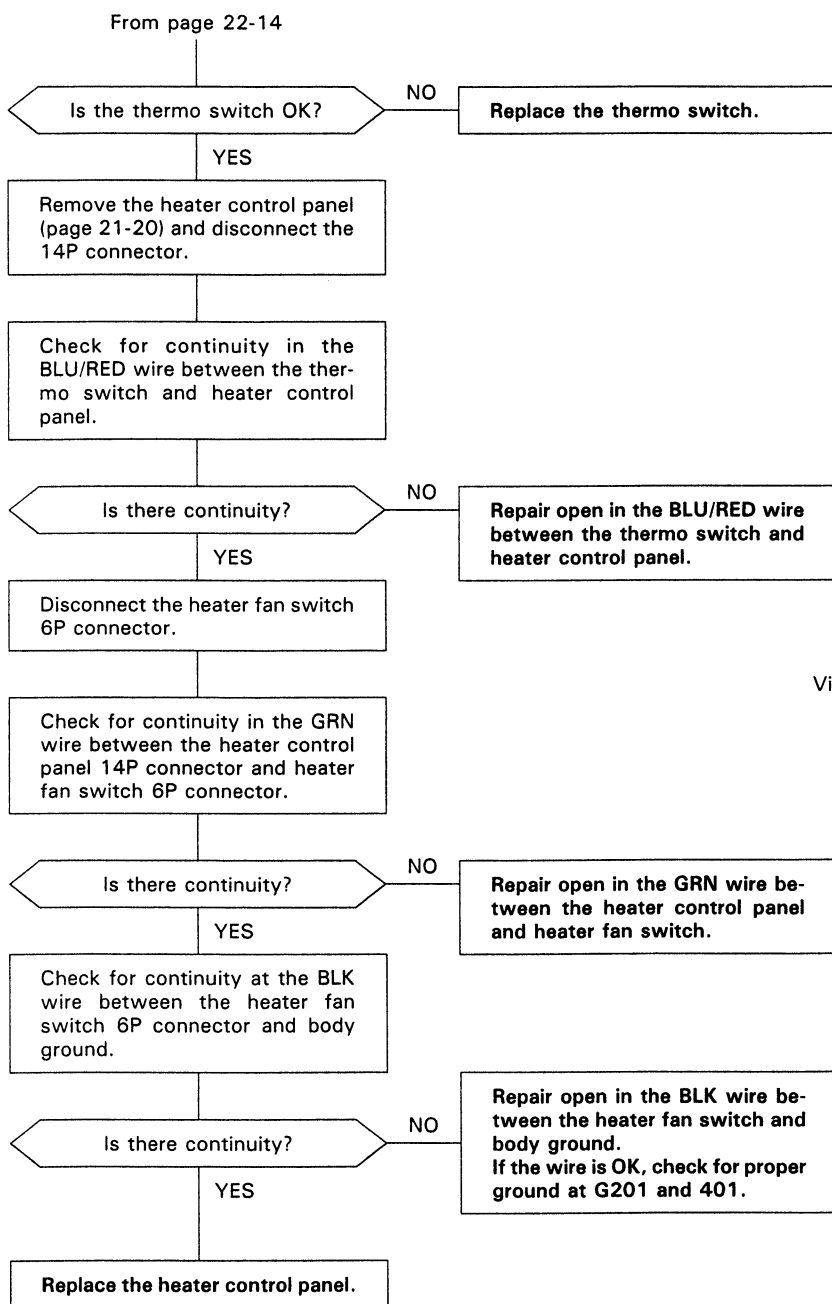 From page 22-14
Is the thermo switch OK?
NO
Replace the thermo switch.
YES
Remove the heater control panel
(page 21-20) and disconnect the
14P connector.
Check for continuity in the
BLU/RED wire between the ther-
mo switch and heater control
panel.
Is there continuity?
NO
Repair open in the BLU/RED wire
between the thermo switch and
heater control panel.
YES
Disconnect the heater fan switch
6P connector.
Vi
Check for continuity in the GRN
wire between the heater control
panel 14P connector and heater
fan switch 6P connector.
Is there continuity?
NO
Repair open in the GRN wire be-
tween the heater control panel
and heater fan switch.
YES
Check for continuity at the BLK
wire between the heater fan
switch 6P connector and body
ground.
Is there continuity?
NO
Repair open in the BLK wire be-
tween the heater fan switch and
body ground.
If the wire is OK, check for proper
ground at G201 and 401.
YES
Replace the heater control panel.